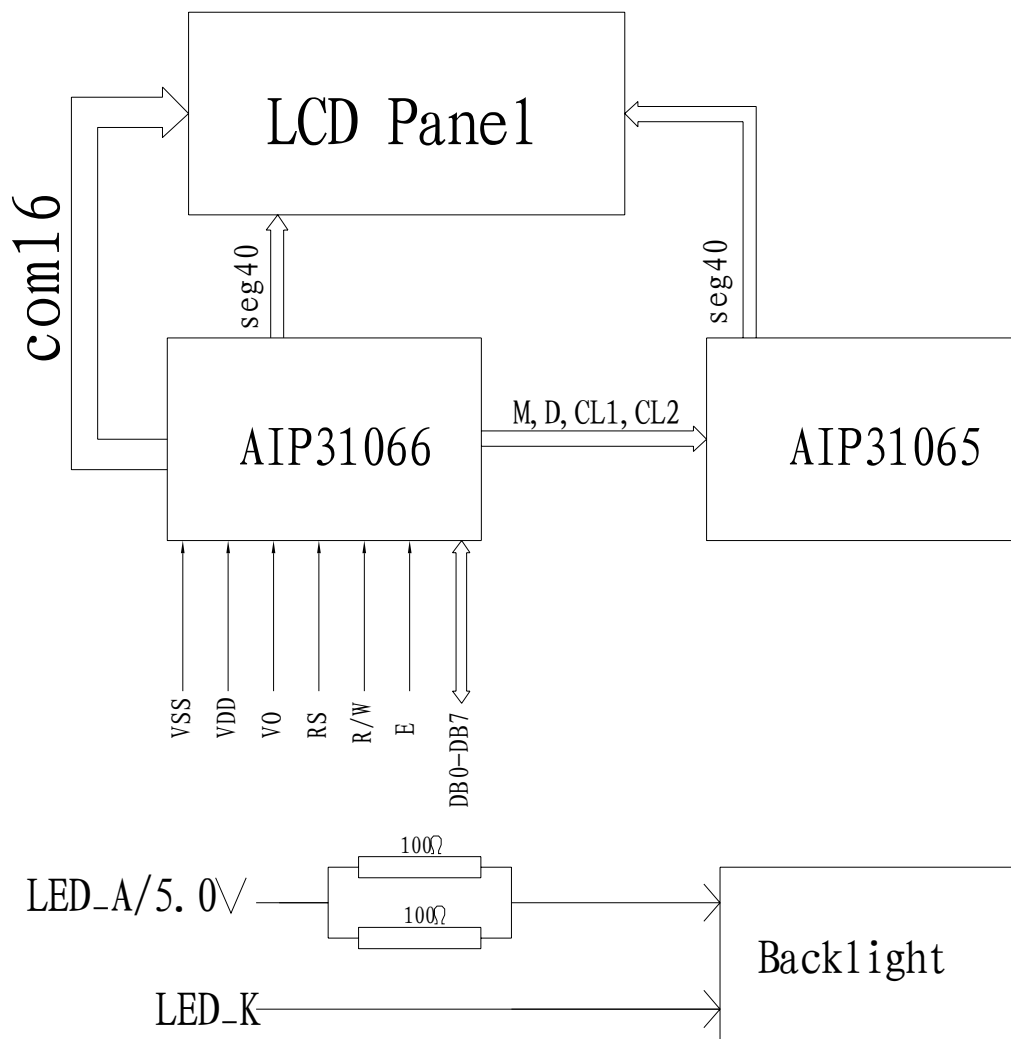 LCD Panel
com16
seg40
seg40
AIP31066
M, D, CL1, CL2
AIP31065
VSS
VDD
VO
RS
R/W
E
DB0-DB7
100Ω
LED_A/5.0V
100Ω
Backlight
LED_K